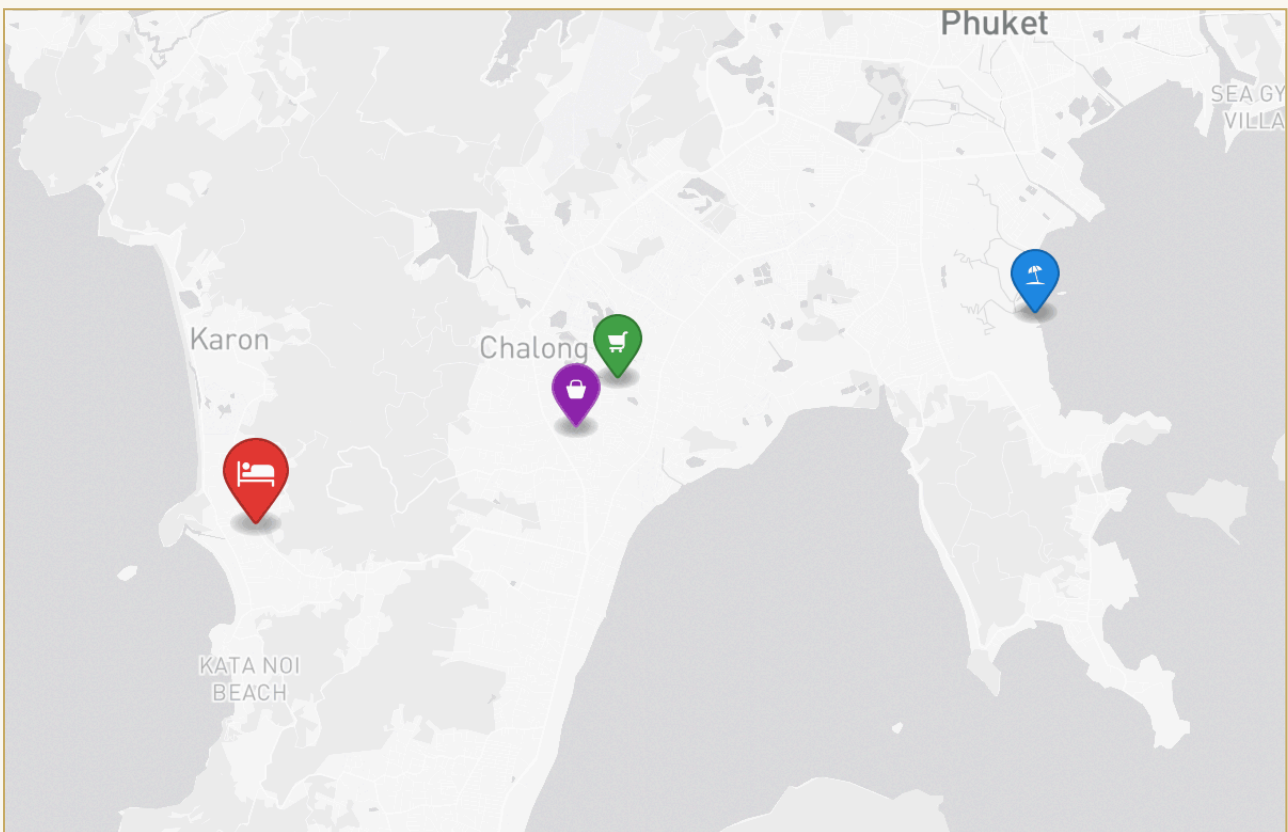 Phuket
SEA GY
VILLA
Karon
Chalong
KATA NOI
BEACH